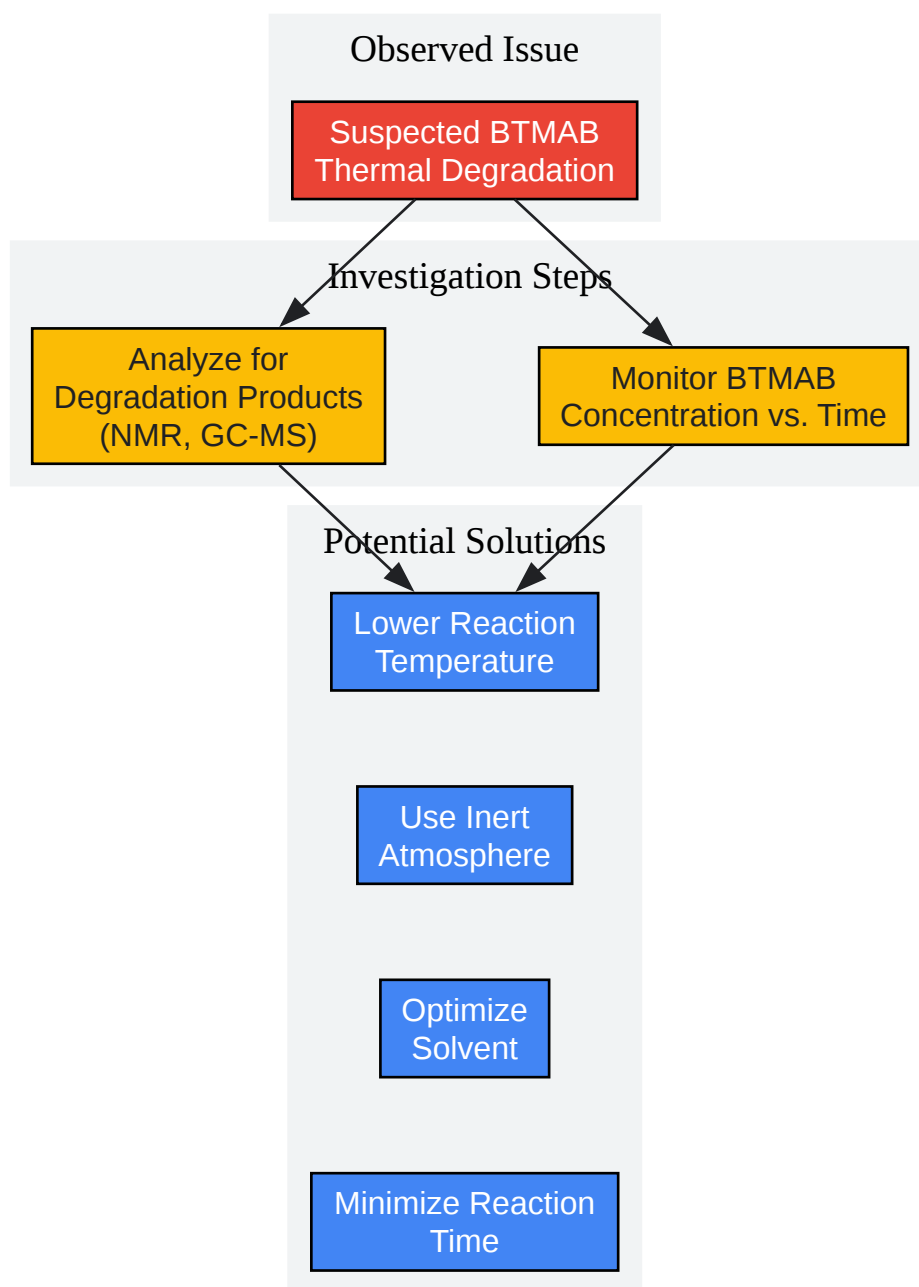 Observed Issue
Suspected BTMAB
Thermal Degradation
Investigation Steps
Analyze for
Degradation Products
(NMR, GC-MS)
Monitor BTMAB
Concentration vs. Time
Potential Solutions
Lower Reaction
Temperature
Use Inert
Atmosphere
Optimize
Solvent
Minimize Reaction
Time